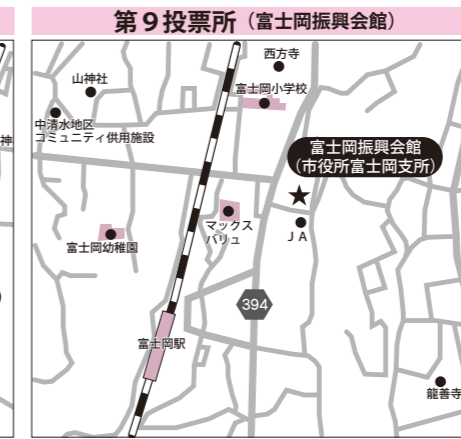 第9投票所（富士岡振興会館）
西方寺
山神社
富士岡小学校
中清水地区
コミュニティ供用施設
神
富士岡振興会館
（市役所富士岡支所）
マックス
バリュ
JA
富士岡幼稚園
394
富士岡駅
龍善寺